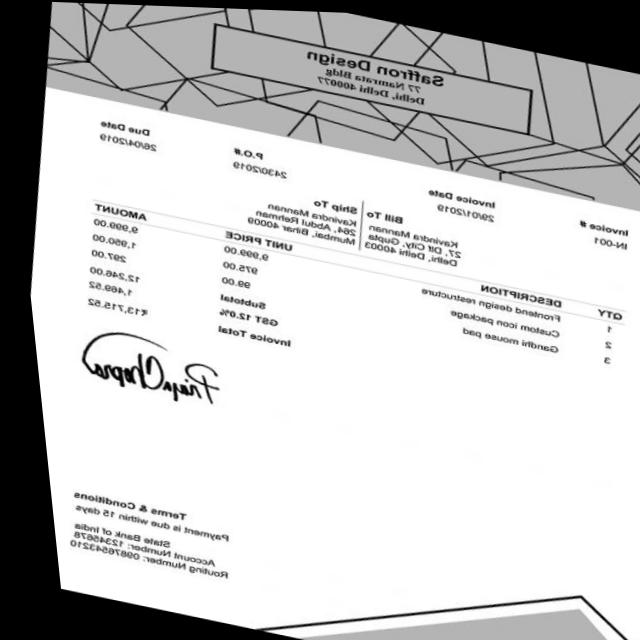 Saffron Design
77 Namrata Bldg
Delhi, Delhi 400077
Invoice #
IN-001
Invoice Date
29/01/2019
P.O.#
2430/2019
Due Date
26/04/2019
Bill To
Kavindra Mannan
27, Dlf City, Gupta
Delhi, Delhi 40003
Ship To
Kavindra Mannan
264, Abdul Rehman
Mumbai, Bihar 40009
QTY DESCRIPTION UNIT PRICE AMOUNT
1 Frontend design restructure 9,999.00 9,999.00
2 Custom icon package 975.00 1,950.00
3 Gandhi mouse pad 99.00 297.00
Subtotal 12,246.00
GST 12.0% 1,469.52
Invoice Total ₹13,715.52
Priya Chopra
Terms & Conditions
Payment is due within 15 days
State Bank of India
Account Number: 12345678
Routing Number: 09876543210